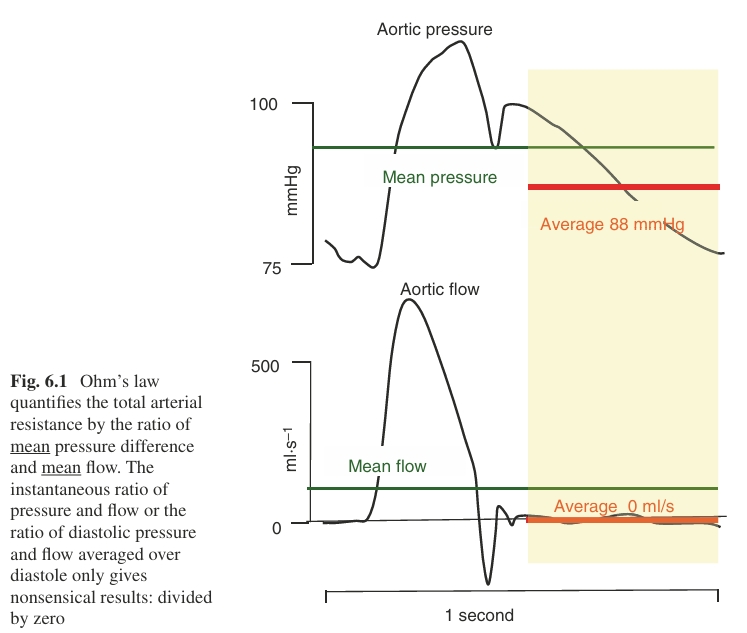 Aortic pressure
100
mmHg
Mean pressure
Average 88 mmHg
75
Aortic flow
500
ml·s⁻¹
Mean flow
Average 0 ml/s
0
1 second
Fig. 6.1 Ohm’s law
quantifies the total arterial
resistance by the ratio of
mean pressure difference
and mean flow. The
instantaneous ratio of
pressure and flow or the
ratio of diastolic pressure
and flow averaged over
diastole only gives
nonsensical results: divided
by zero